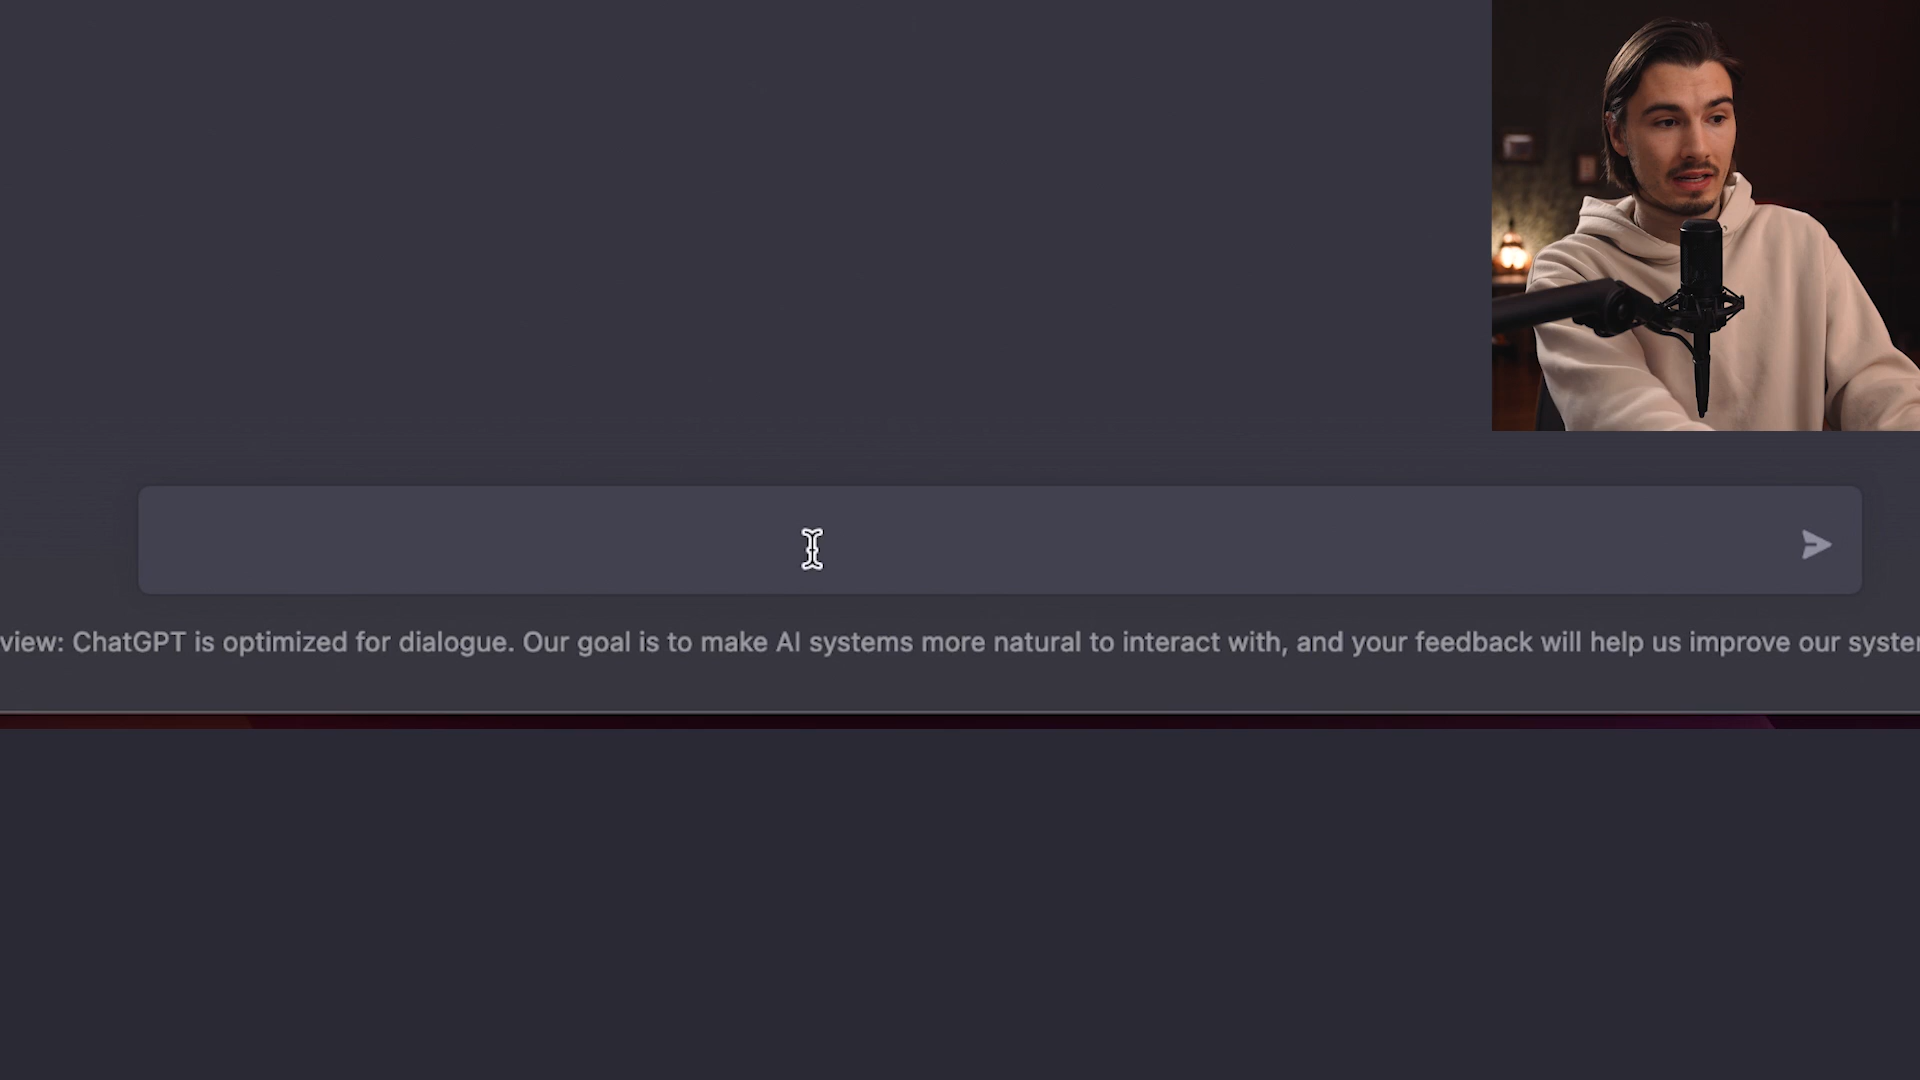 view: ChatGPT is optimized for dialogue. Our goal is to make AI systems more natural to interact with, and your feedback will help us improve our